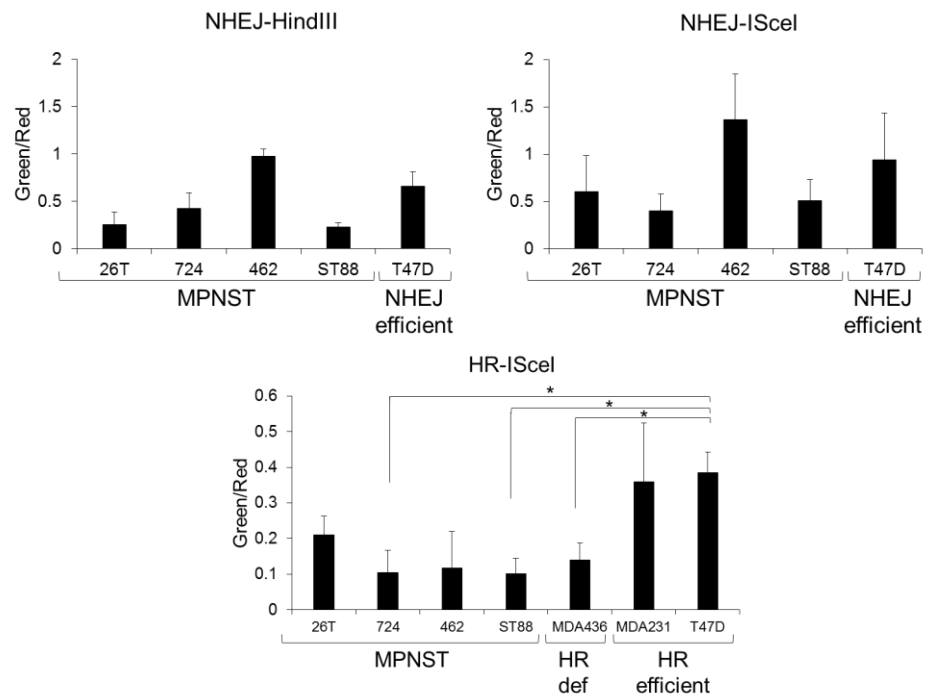 NHEJ-HindIII
2
1.5
1
0.5
0
Green/Red
26T 724 462 ST88 T47D
MPNST NHEJ
efficient
NHEJ-ISceI
2
1.5
1
0.5
0
Green/Red
26T 724 462 ST88 T47D
MPNST NHEJ
efficient
HR-ISceI
0.6
0.5
0.4
0.3
0.2
0.1
0
Green/Red
*
*
*
26T 724 462 ST88 MDA436 MDA231 T47D
MPNST HR HR
def efficient